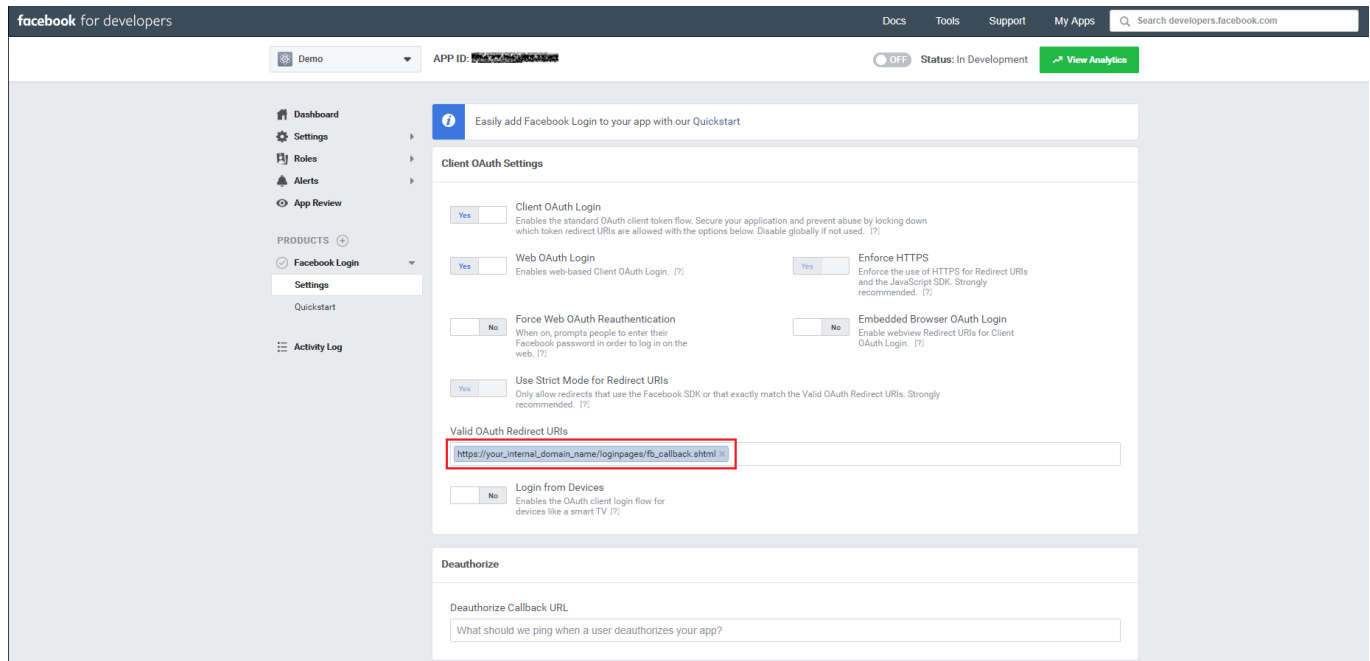 facebook for developers
Docs Tools Support My Apps Search developers.facebook.com
Demo APP ID: OFF Status: In Development View Analytics
Dashboard
Settings
Roles
Alerts
App Review
PRODUCTS
Facebook Login
Settings
Quickstart
Activity Log
Easily add Facebook Login to your app with our Quickstart
Client OAuth Settings
Yes
Client OAuth Login
Enables the standard OAuth client token flow. Secure your application and prevent abuse by locking down
which token redirect URIs are allowed with the options below. Disable globally if not used. [?]
Yes
Web OAuth Login
Enables web-based Client OAuth Login. [?]
Yes
Enforce HTTPS
Enforce the use of HTTPS for Redirect URIs
and the JavaScript SDK. Strongly
recommended. [?]
No
Force Web OAuth Reauthentication
When on, prompts people to enter their
Facebook password in order to log in on the
web. [?]
No
Embedded Browser OAuth Login
Enable webview Redirect URIs for Client
OAuth Login. [?]
Yes
Use Strict Mode for Redirect URIs
Only allow redirects that use the Facebook SDK or that exactly match the Valid OAuth Redirect URIs. Strongly
recommended. [?]
Valid OAuth Redirect URIs
https://your_internal_domain_name/loginpages/fb_callback.shtml ×
No
Login from Devices
Enables the OAuth client login flow for
devices like a smart TV [?]
Deauthorize
Deauthorize Callback URL
What should we ping when a user deauthorizes your app?